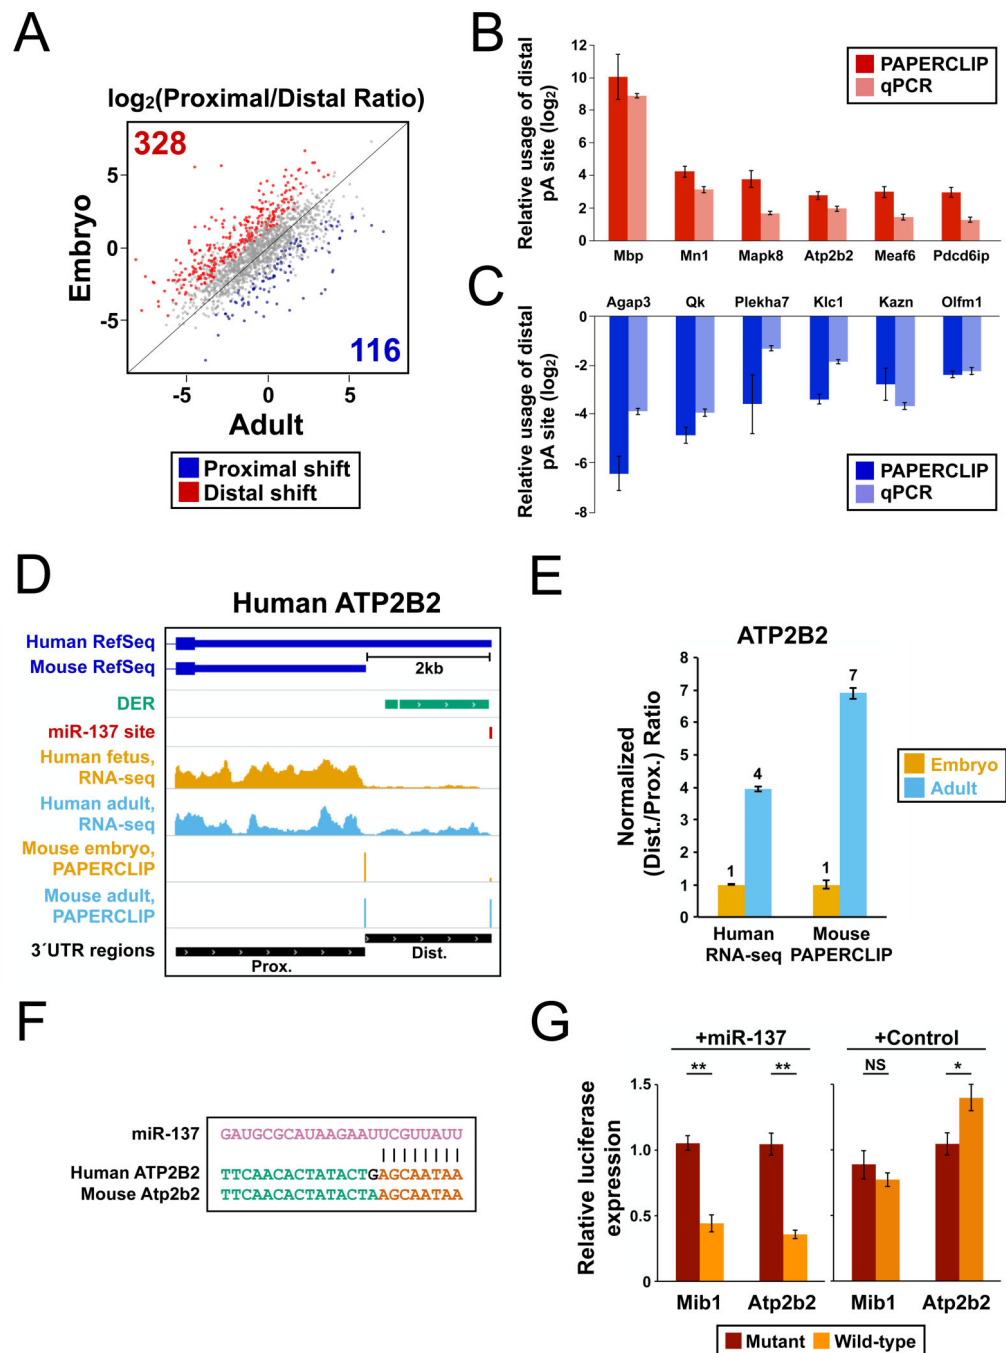 A
log₂(Proximal/Distal Ratio)
328
116
Embryo
5
0
-5
-5
0
5
Adult
Proximal shift
Distal shift
B
Relative usage of distal
pA site (log₂)
12
10
8
6
4
2
0
PAPERCLIP
qPCR
Mbp
Mn1
Mapk8
Atp2b2
Meaf6
Pdcd6ip
C
Agap3
Qk
Plekha7
Klc1
Kazn
Olfm1
Relative usage of distal
pA site (log₂)
0
-2
-4
-6
-8
PAPERCLIP
qPCR
D
Human ATP2B2
Human RefSeq
Mouse RefSeq
2kb
DER
miR-137 site
Human fetus,
RNA-seq
Human adult,
RNA-seq
Mouse embryo,
PAPERCLIP
Mouse adult,
PAPERCLIP
3´UTR regions
Prox.
Dist.
E
ATP2B2
Normalized
(Dist./Prox.) Ratio
8
7
6
5
4
3
2
1
0
1
4
1
7
Human
RNA-seq
Mouse
PAPERCLIP
Embryo
Adult
F
miR-137
GAUGCGCAUAAGAAUUCGUUAUU
Human ATP2B2
TTCAACACTATACTGAGCAATAA
Mouse Atp2b2
TTCAACACTATACTAAGCAATAA
G
+miR-137
+Control
**
**
NS
*
Relative luciferase
expression
1.5
1.0
0.5
0
Mib1
Atp2b2
Mib1
Atp2b2
Mutant
Wild-type